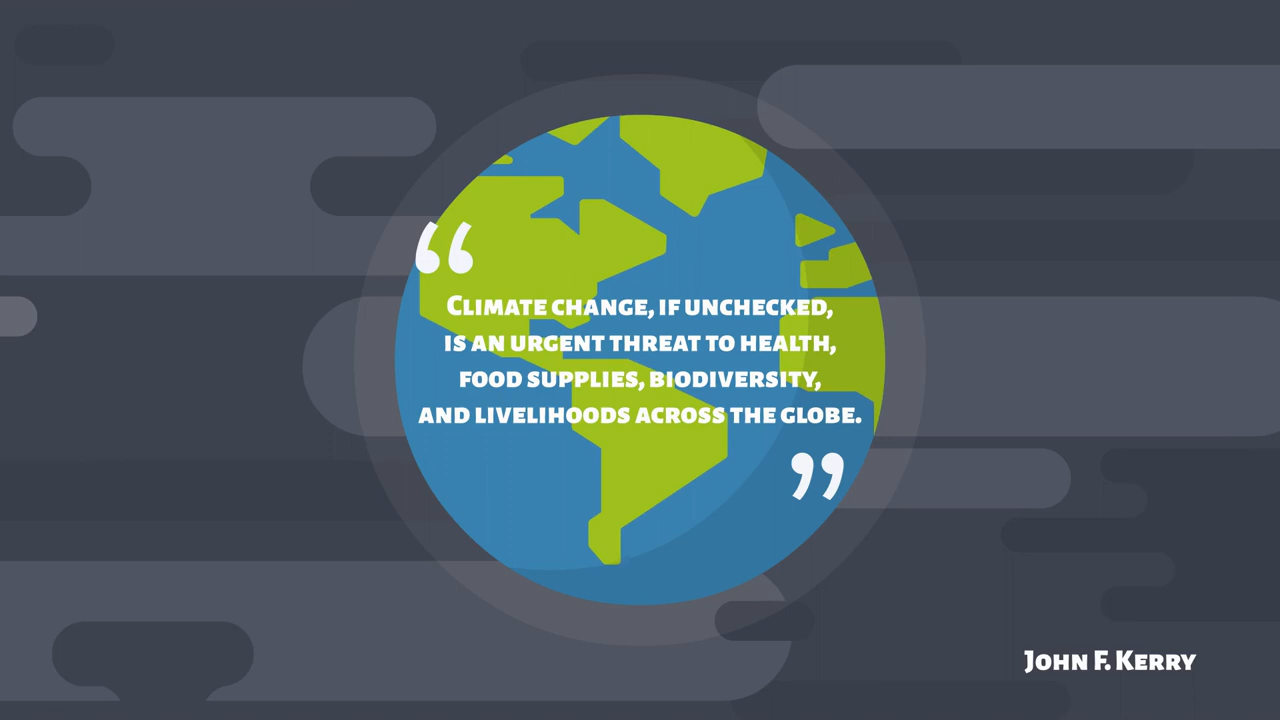 “
Climate change, if unchecked,
is an urgent threat to health,
food supplies, biodiversity,
and livelihoods across the globe.
”
John F. Kerry